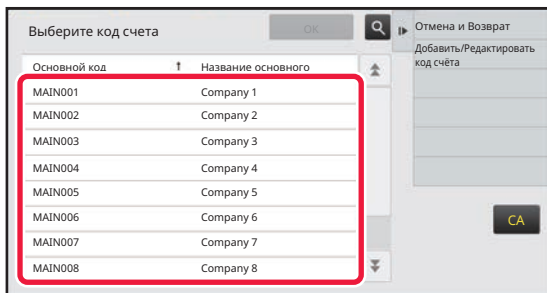 Выберите код счета
OK
Отмена и Возврат
Добавить/Редактировать
код счёта
Основной код
Название основного
MAIN001 Company 1
MAIN002 Company 2
MAIN003 Company 3
MAIN004 Company 4
MAIN005 Company 5
MAIN006 Company 6
MAIN007 Company 7
MAIN008 Company 8
CA